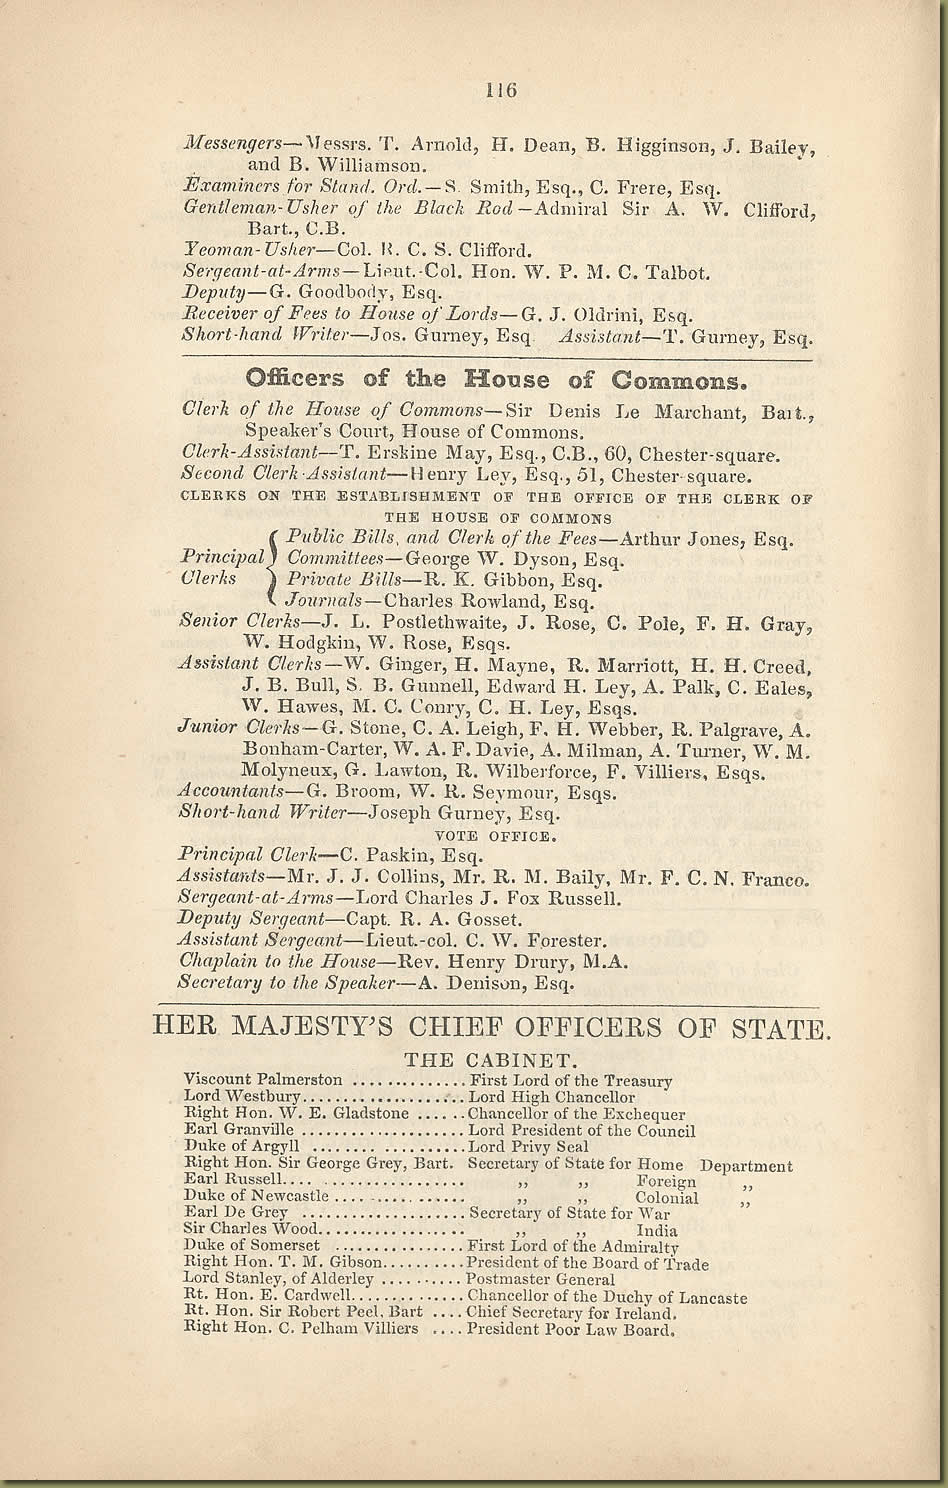 116
Messengers—Messrs. T. Arnold, H. Dean, B. Higginson, J. Bailey,
and B. Williamson.
Examiners for Stand. Ord.—S. Smith, Esq., C. Frere, Esq.
Gentleman-Usher of the Black Rod—Admiral Sir A. W. Clifford,
Bart., C.B.
Yeoman-Usher—Col. R. C. S. Clifford.
Sergeant-at-Arms—Lieut.-Col. Hon. W. P. M. C. Talbot.
Deputy—G. Goodbody, Esq.
Receiver of Fees to House of Lords—G. J. Oldrini, Esq.
Short-hand Writer—Jos. Gurney, Esq. Assistant—T. Gurney, Esq.
Officers of the House of Commons.
Clerk of the House of Commons—Sir Denis Le Marchant, Bart.,
Speaker's Court, House of Commons.
Clerk-Assistant—T. Erskine May, Esq., C.B., 60, Chester-square.
Second Clerk-Assistant—Henry Ley, Esq., 51, Chester-square.
CLERKS ON THE ESTABLISHMENT OF THE OFFICE OF THE CLERK OF
THE HOUSE OF COMMONS
Public Bills, and Clerk of the Fees—Arthur Jones, Esq.
Principal Committees—George W. Dyson, Esq.
Clerks Private Bills—R. K. Gibbon, Esq.
Journals—Charles Rowland, Esq.
Senior Clerks—J. L. Postlethwaite, J. Rose, C. Pole, F. H. Gray,
W. Hodgkin, W. Rose, Esqs.
Assistant Clerks—W. Ginger, H. Mayne, R. Marriott, H. H. Creed,
J. B. Bull, S. B. Gunnell, Edward H. Ley, A. Palk, C. Eales,
W. Hawes, M. C. Conry, C. H. Ley, Esqs.
Junior Clerks—G. Stone, C. A. Leigh, F. H. Webber, R. Palgrave, A.
Bonham-Carter, W. A. F. Davie, A. Milman, A. Turner, W. M.
Molyneux, G. Lawton, R. Wilberforce, F. Villiers, Esqs.
Accountants—G. Broom, W. R. Seymour, Esqs.
Short-hand Writer—Joseph Gurney, Esq.
VOTE OFFICE.
Principal Clerk—C. Paskin, Esq.
Assistants—Mr. J. J. Collins, Mr. R. M. Baily, Mr. F. C. N. Franco.
Sergeant-at-Arms—Lord Charles J. Fox Russell.
Deputy Sergeant—Capt. R. A. Gosset.
Assistant Sergeant—Lieut.-col. C. W. Forester.
Chaplain to the House—Rev. Henry Drury, M.A.
Secretary to the Speaker—A. Denison, Esq.
HER MAJESTY'S CHIEF OFFICERS OF STATE.
THE CABINET.
Viscount Palmerston .............. First Lord of the Treasury
Lord Westbury.................... Lord High Chancellor
Right Hon. W. E. Gladstone ...... Chancellor of the Exchequer
Earl Granville .................... Lord President of the Council
Duke of Argyll .................. Lord Privy Seal
Right Hon. Sir George Grey, Bart. Secretary of State for Home Department
Earl Russell.................... ,, ,, Foreign ,,
Duke of Newcastle ............... ,, ,, Colonial ,,
Earl De Grey .................... Secretary of State for War
Sir Charles Wood.................. ,, ,, India
Duke of Somerset ................ First Lord of the Admiralty
Right Hon. T. M. Gibson.......... President of the Board of Trade
Lord Stanley, of Alderley .......... Postmaster General
Rt. Hon. E. Cardwell.............. Chancellor of the Duchy of Lancaste
Rt. Hon. Sir Robert Peel, Bart .... Chief Secretary for Ireland.
Right Hon. C. Pelham Villiers .... President Poor Law Board.